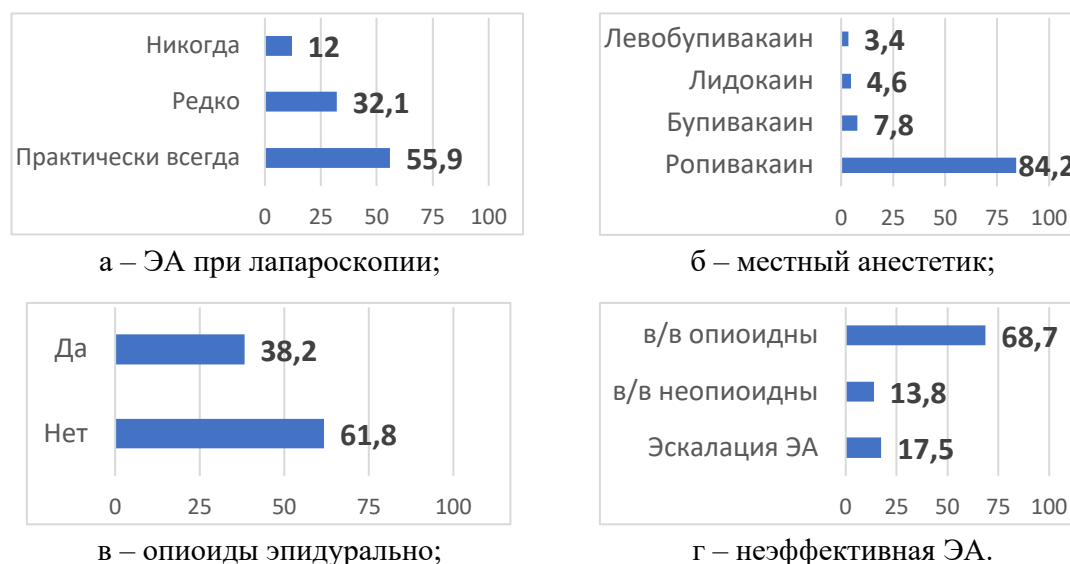 Никогда 12
Редко 32,1
Практически всегда 55,9
0 25 50 75 100
а – ЭА при лапароскопии;
Левобупивакаин 3,4
Лидокаин 4,6
Бупивакаин 7,8
Ропивакаин 84,2
0 25 50 75 100
б – местный анестетик;
Да 38,2
Нет 61,8
0 25 50 75 100
в – опиоиды эпидурально;
в/в опиоидны 68,7
в/в неопиоидны 13,8
Эскалация ЭА 17,5
0 25 50 75 100
г – неэффективная ЭА.